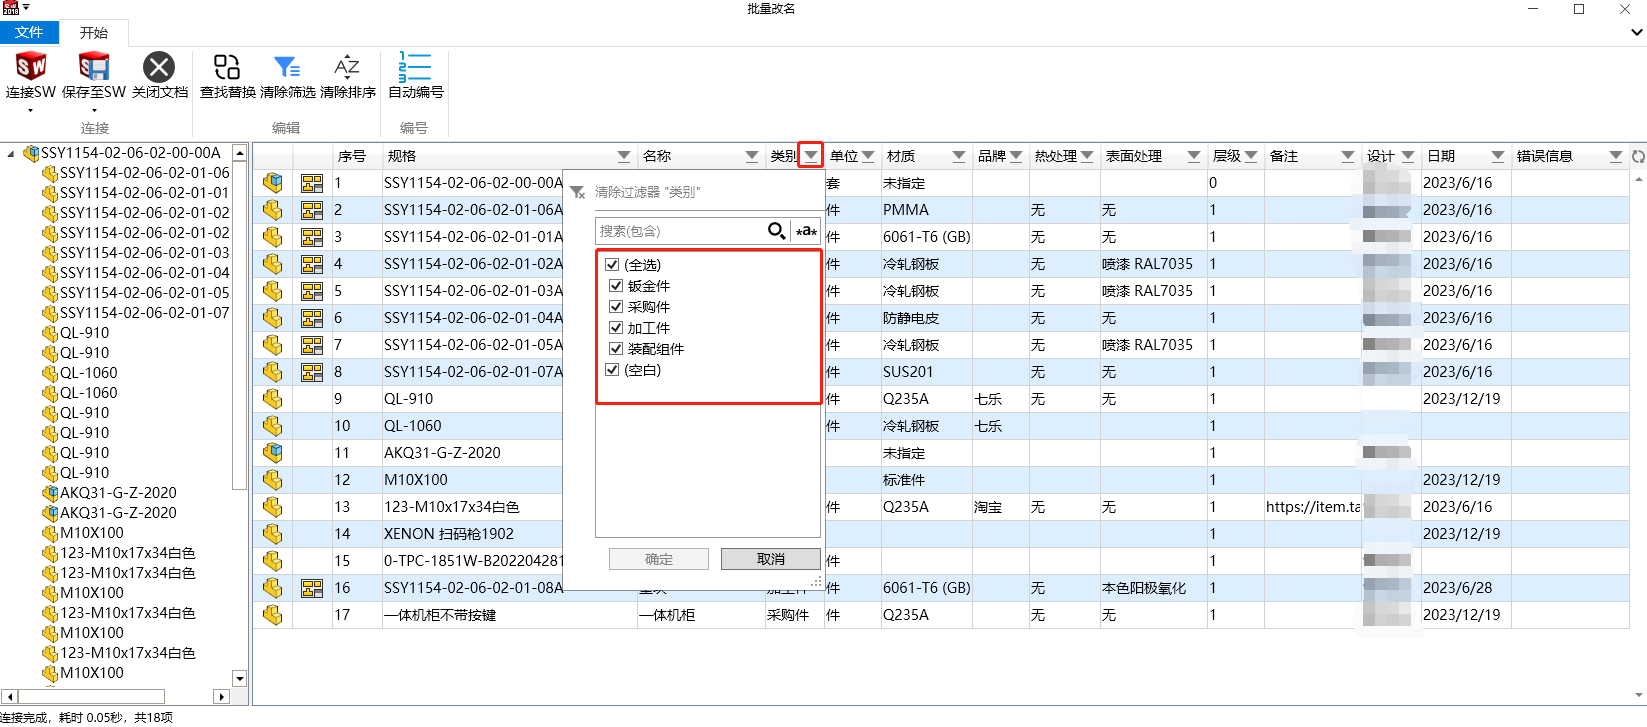 批量改名
文件 开始
连接SW 保存至SW 关闭文档 查找替换 清除筛选 清除排序 自动编号
连接 编辑 编号
SSY1154-02-06-02-00-00A
SSY1154-02-06-02-01-06
SSY1154-02-06-02-01-01
SSY1154-02-06-02-01-02
SSY1154-02-06-02-01-02
SSY1154-02-06-02-01-03
SSY1154-02-06-02-01-04
SSY1154-02-06-02-01-05
SSY1154-02-06-02-01-07
QL-910
QL-910
QL-1060
QL-1060
QL-910
QL-910
QL-910
QL-910
AKQ31-G-Z-2020
AKQ31-G-Z-2020
M10X100
123-M10x17x34白色
123-M10x17x34白色
M10X100
123-M10x17x34白色
M10X100
123-M10x17x34白色
M10X100
序号 规格 名称 类别 单位 材质 品牌 热处理 表面处理 层级 备注 设计 日期 错误信息
1 SSY1154-02-06-02-00-00A 套 未指定 0 2023/6/16
2 SSY1154-02-06-02-01-06A 件 PMMA 无 无 1 2023/6/16
3 SSY1154-02-06-02-01-01A 件 6061-T6 (GB) 无 无 1 2023/6/16
4 SSY1154-02-06-02-01-02A 件 冷轧钢板 无 喷漆 RAL7035 1 2023/6/16
5 SSY1154-02-06-02-01-03A 件 冷轧钢板 无 喷漆 RAL7035 1 2023/6/16
6 SSY1154-02-06-02-01-04A 件 防静电皮 无 无 1 2023/6/16
7 SSY1154-02-06-02-01-05A 件 冷轧钢板 无 喷漆 RAL7035 1 2023/6/16
8 SSY1154-02-06-02-01-07A 件 SUS201 无 无 1 2023/6/16
9 QL-910 件 Q235A 七乐 无 无 1 2023/12/19
10 QL-1060 件 冷轧钢板 七乐 1
11 AKQ31-G-Z-2020 未指定 1
12 M10X100 标准件 1 2023/12/19
13 123-M10x17x34白色 件 Q235A 淘宝 无 无 1 https://item.ta 2023/6/16
14 XENON 扫码枪1902 1 2023/12/19
15 0-TPC-1851W-B202204281 件 1
16 SSY1154-02-06-02-01-08A 件 6061-T6 (GB) 无 本色阳极氧化 1 2023/6/28
17 一体机柜不带按键 一体机柜 采购件 件 Q235A 1 2023/12/19
清除过滤器 "类别"
搜索(包含) *a*
(全选)
钣金件
采购件
加工件
装配组件
(空白)
确定 取消
连接完成，耗时 0.05秒，共18项